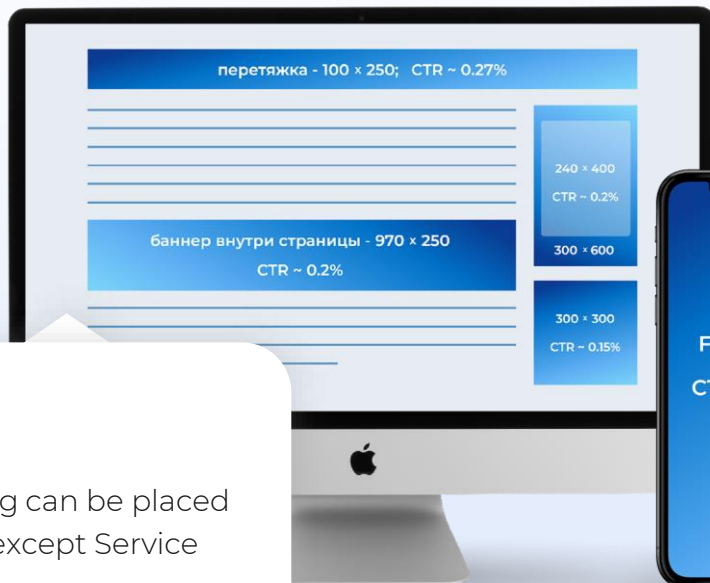 перетяжка - 100 × 250; CTR ~ 0.27%
240 × 400
CTR ~ 0.2%
300 × 600
баннер внутри страницы - 970 × 250
CTR ~ 0.2%
300 × 300
CTR ~ 0.15%
can be placed
except Service